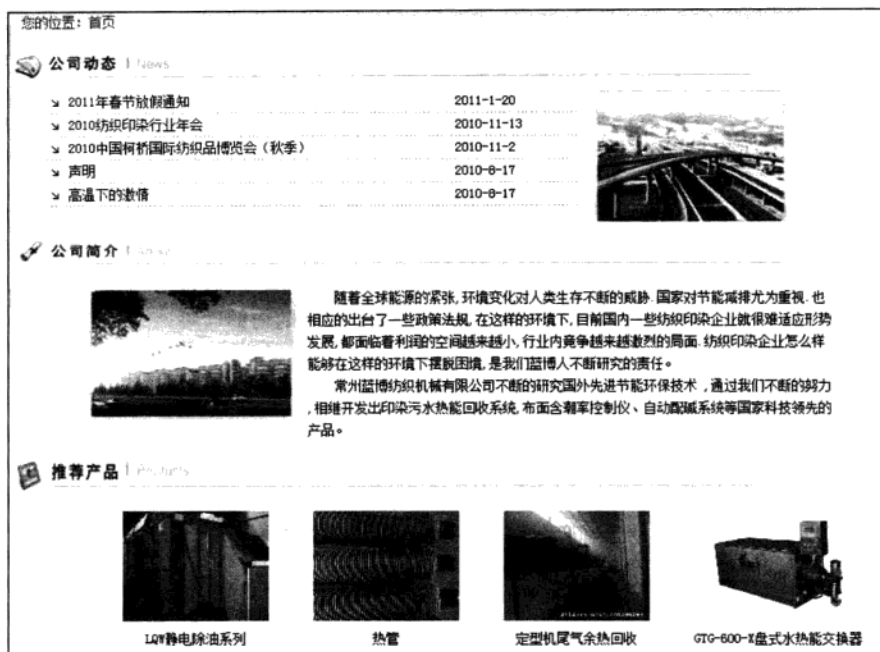 您的位置：首页
公司动态 | News
2011年春节放假通知 2011-1-20
2010纺织印染行业年会 2010-11-13
2010中国柯桥国际纺织品博览会（秋季） 2010-11-2
声明 2010-8-17
高温下的激情 2010-8-17
公司简介 |
随着全球能源的紧张,环境变化对人类生存不断的威胁.国家对节能减排尤为重视.也
相应的出台了一些政策法规,在这样的环境下,目前国内一些纺织印染企业就很难适应形势
发展,都面临着利润的空间越来越小,行业内竞争越来越激烈的局面.纺织印染企业怎么样
能够在这样的环境下摆脱困境,是我们蓝博人不断研究的责任。
常州蓝博纺织机械有限公司不断的研究国外先进节能环保技术，通过我们不断的努力
,相继开发出印染污水热能回收系统,布面含潮率控制仪、自动配碱系统等国家科技领先的
产品。
推荐产品 | Products
LQW静电除油系列
热管
定型机尾气余热回收
GTG-600-X盘式水热能交换器